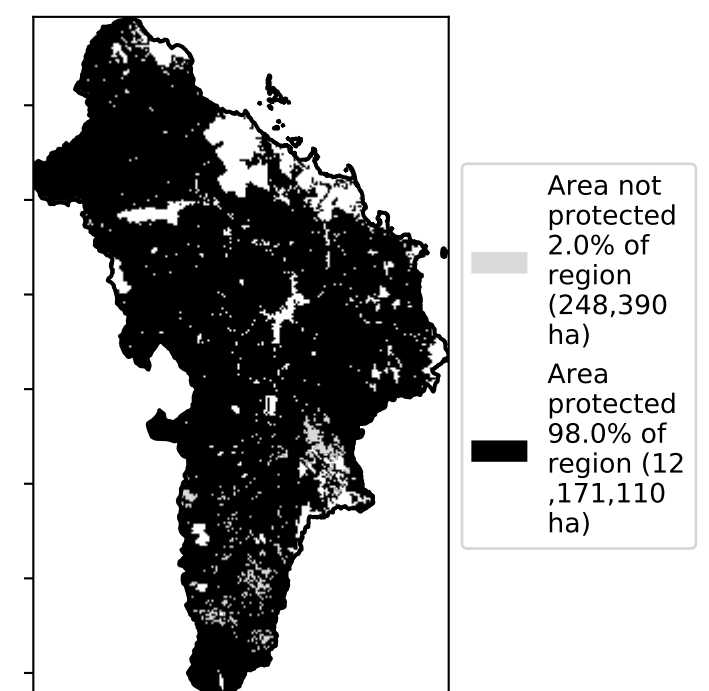 Area not
protected
2.0% of
region
(248,390
ha)
Area
protected
98.0% of
region (12
,171,110
ha)